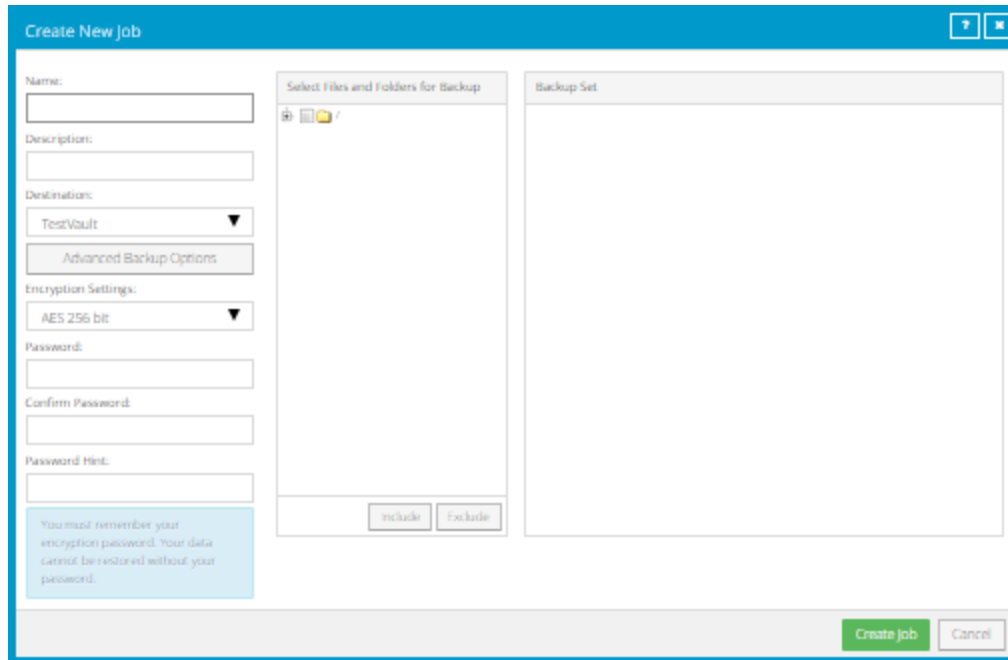 Create New Job
?
Name:
Description:
Destination:
TestVault
Advanced Backup Options
Encryption Settings:
AES 256 bit
Password:
Confirm Password:
Password Hint:
You must remember your
encryption password. Your data
cannot be restored without your
password.
Select Files and Folders for Backup
/
Include
Exclude
Backup Set
Create Job
Cancel